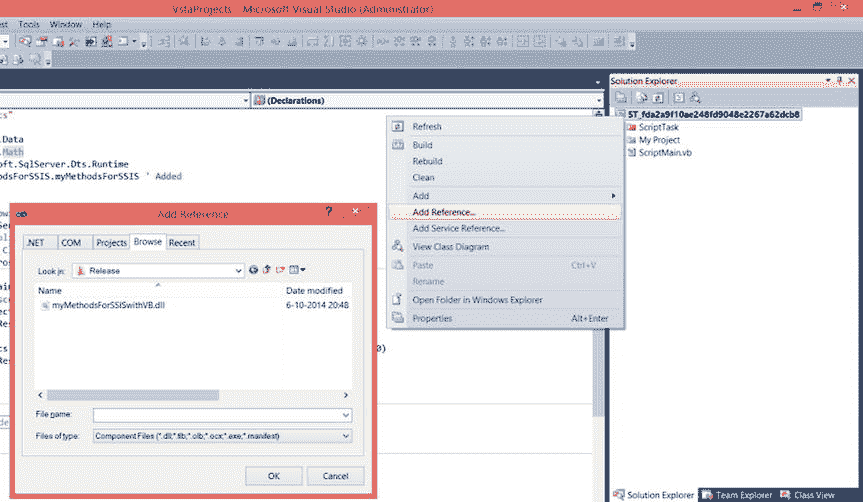 VstaProjects - Microsoft Visual Studio (Administrator)
Tools Window Help
(Declarations)
.Data
.Math
oft.SqlServer.Dts.Runtime
odsForSSIS.myMethodsForSSIS ' Added
Solution Explorer
ST_fda2a9f10ae248fd9048e2267a62dcb8
ScriptTask
My Project
ScriptMain.vb
Refresh
Build
Rebuild
Clean
Add
Add Reference...
Add Service Reference...
View Class Diagram
Paste Ctrl+V
Rename
Open Folder in Windows Explorer
Properties Alt+Enter
Add Reference
.NET COM Projects Browse Recent
Look in: Release
Name Date modified
myMethodsForSSISwithVB.dll 6-10-2014 20:48
File name:
Files of type: Component Files (*.dll;*.tlb;*.olb;*.ocx;*.exe;*.manifest)
OK Cancel
Solution Explorer Team Explorer Class View